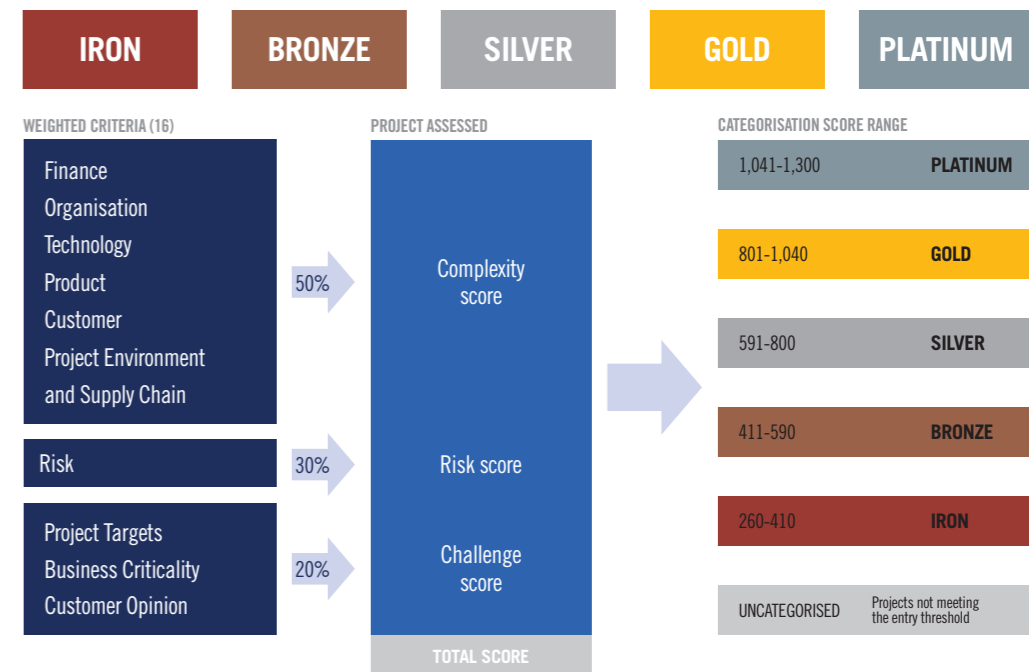 IRON
BRONZE
SILVER
GOLD
PLATINUM
WEIGHTED CRITERIA (16)
Finance
Organisation
Technology
Product
Customer
Project Environment
and Supply Chain
50%
Risk
30%
Project Targets
Business Criticality
Customer Opinion
20%
PROJECT ASSESSED
Complexity
score
Risk score
Challenge
score
TOTAL SCORE
CATEGORISATION SCORE RANGE
1,041-1,300 PLATINUM
801-1,040 GOLD
591-800 SILVER
411-590 BRONZE
260-410 IRON
UNCATEGORISED
Projects not meeting
the entry threshold